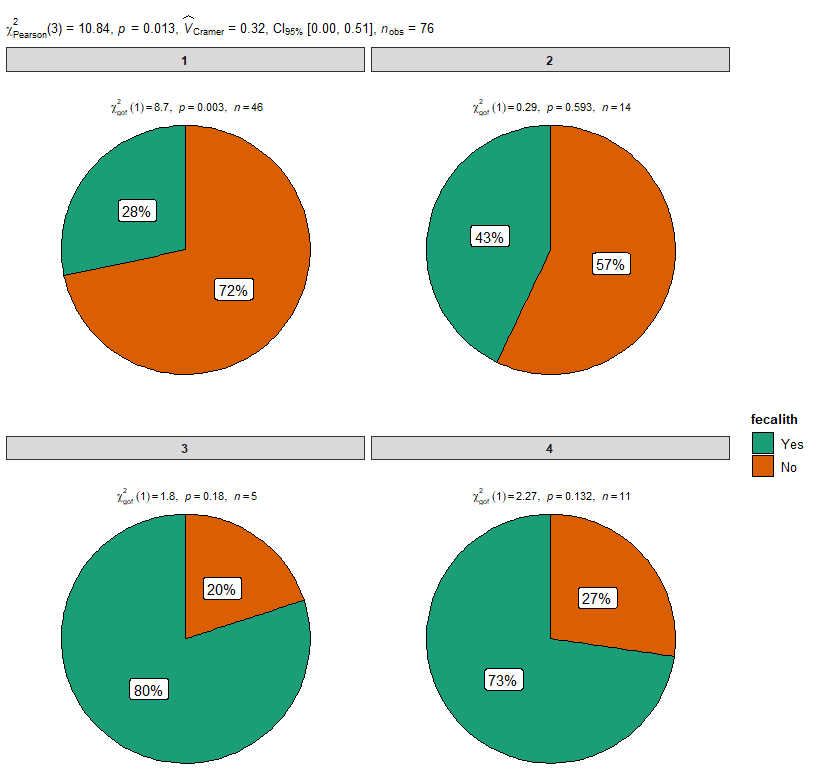 χ²Pearson(3) = 10.84, p = 0.013, V̂Cramer = 0.32, CI95% [0.00, 0.51], nobs = 76
1
2
χ²gof (1) = 8.7, p = 0.003, n = 46
χ²gof (1) = 0.29, p = 0.593, n = 14
28%
72%
43%
57%
fecalith
Yes
No
3
4
χ²gof (1) = 1.8, p = 0.18, n = 5
χ²gof (1) = 2.27, p = 0.132, n = 11
20%
80%
27%
73%